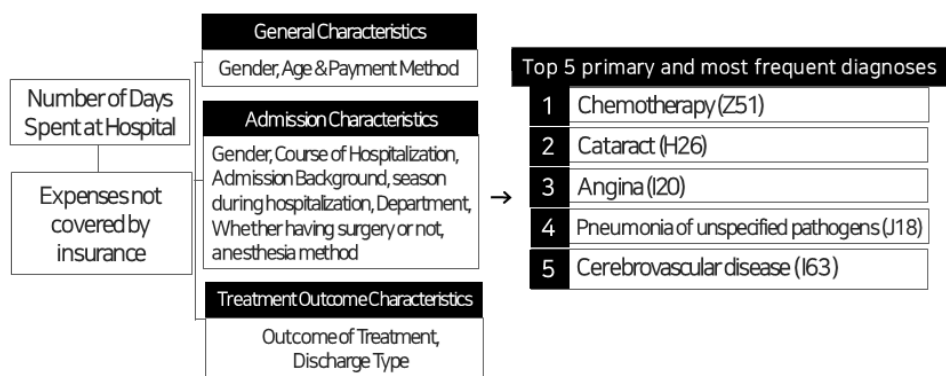 Number of Days
Spent at Hospital
Expenses not
covered by
insurance
General Characteristics
Gender, Age & Payment Method
Admission Characteristics
Gender, Course of Hospitalization,
Admission Background, season
during hospitalization, Department,
Whether having surgery or not,
anesthesia method
Treatment Outcome Characteristics
Outcome of Treatment,
Discharge Type
→
Top 5 primary and most frequent diagnoses
1 Chemotherapy (Z51)
2 Cataract (H26)
3 Angina (I20)
4 Pneumonia of unspecified pathogens (J18)
5 Cerebrovascular disease (I63)